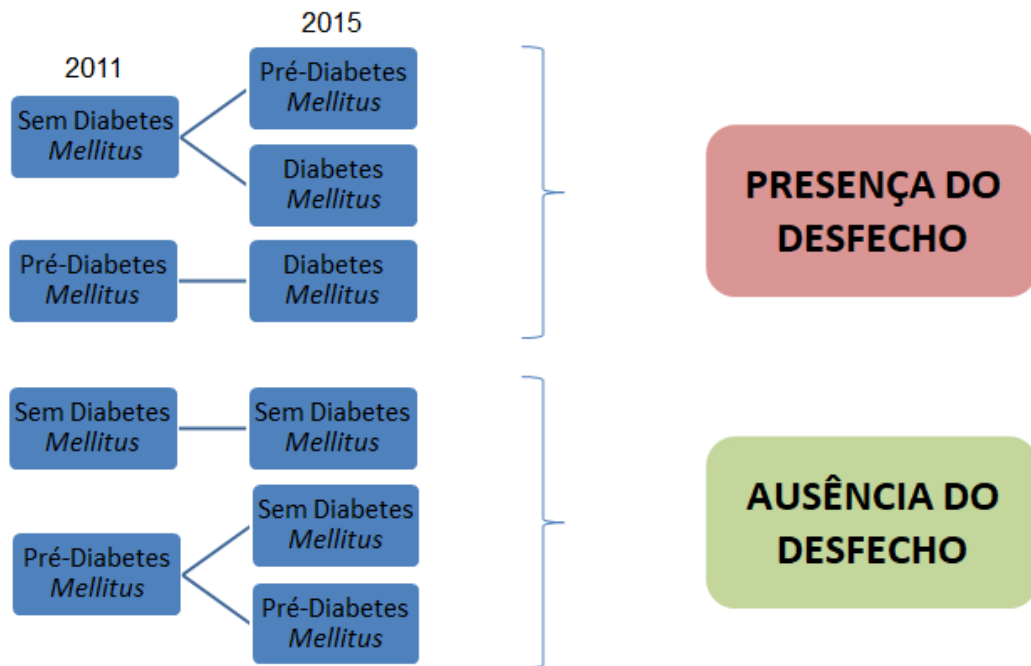 2011
2015
Sem Diabetes
Mellitus
Pré-Diabetes
Mellitus
Diabetes
Mellitus
Pré-Diabetes
Mellitus
Diabetes
Mellitus
PRESENÇA DO
DESFECHO
Sem Diabetes
Mellitus
Sem Diabetes
Mellitus
Pré-Diabetes
Mellitus
Sem Diabetes
Mellitus
Pré-Diabetes
Mellitus
AUSÊNCIA DO
DESFECHO